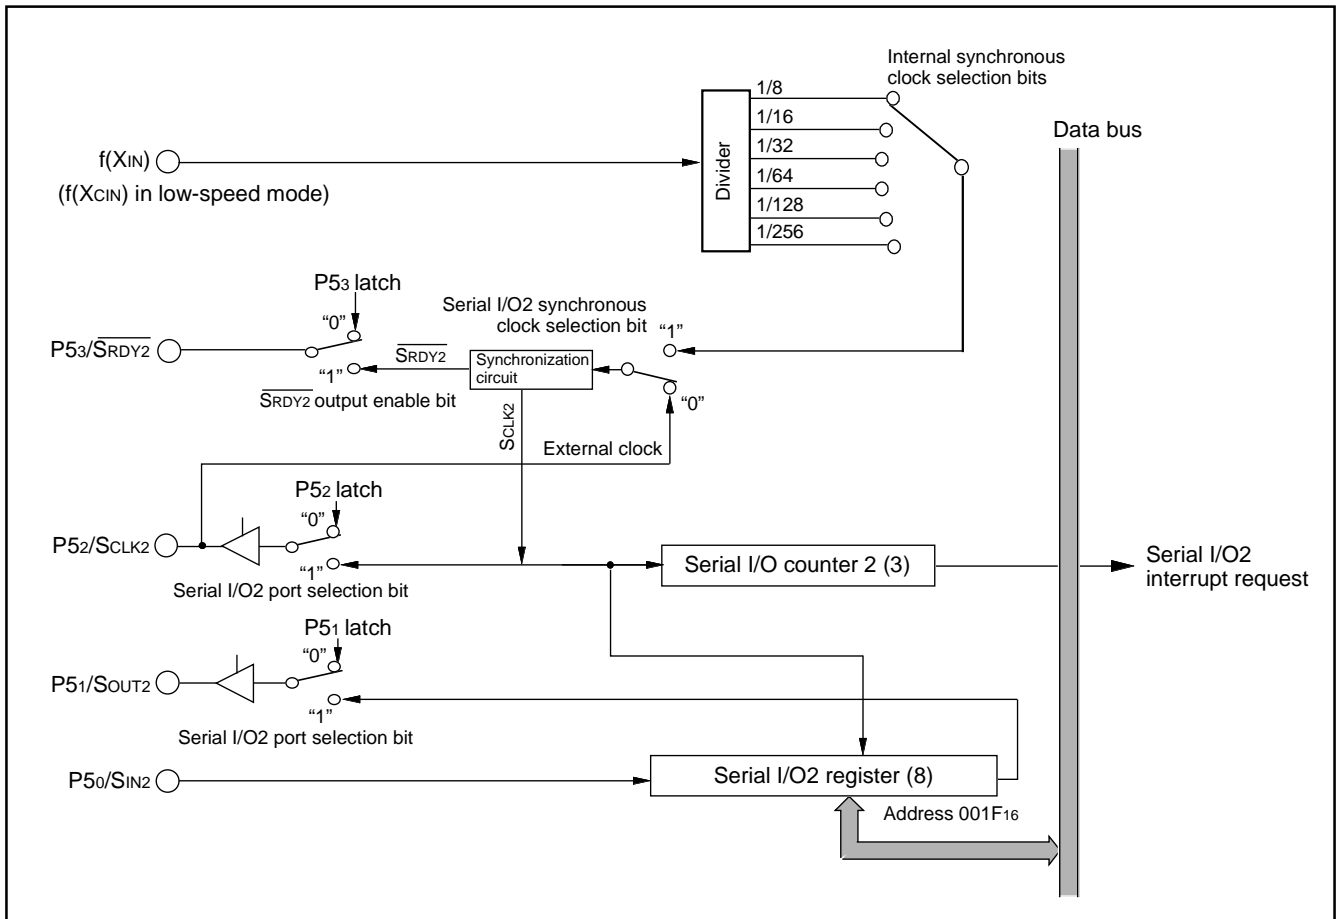 Internal synchronous
clock selection bits
1/8
1/16
1/32
1/64
1/128
1/256
Divider
Data bus
f(XIN)
(f(XCIN) in low-speed mode)
P53 latch
“0”
P53/SRDY2
“1”
SRDY2 output enable bit
SRDY2
Serial I/O2 synchronous
clock selection bit
“1”
Synchronization
circuit
“0”
SCLK2
External clock
P52 latch
“0”
P52/SCLK2
“1”
Serial I/O2 port selection bit
Serial I/O counter 2 (3)
Serial I/O2
interrupt request
P51 latch
“0”
P51/SOUT2
“1”
Serial I/O2 port selection bit
P50/SIN2
Serial I/O2 register (8)
Address 001F16